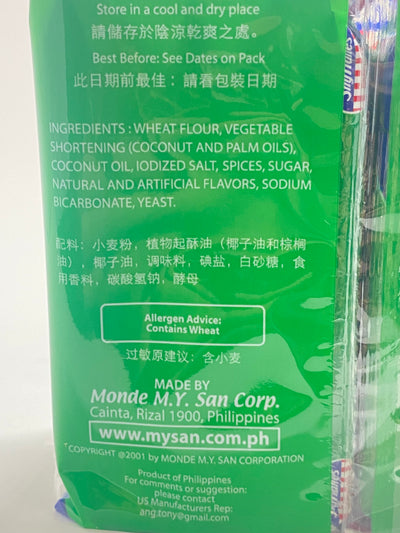 Store in a cool and dry place
請儲存於陰涼乾爽之處。
Best Before: See Dates on Pack
此日期前最佳：請看包裝日期
INGREDIENTS : WHEAT FLOUR, VEGETABLE
SHORTENING (COCONUT AND PALM OILS),
COCONUT OIL, IODIZED SALT, SPICES, SUGAR,
NATURAL AND ARTIFICIAL FLAVORS, SODIUM
BICARBONATE, YEAST.
配料：小麦粉，植物起酥油（椰子油和棕榈
油），椰子油，调味料，碘盐，白砂糖，食
用香料，碳酸氢钠，酵母
Allergen Advice:
Contains Wheat
过敏原建议：含小麦
MADE BY
Monde M.Y. San Corp.
Cainta, Rizal 1900, Philippines
www.mysan.com.ph
COPYRIGHT @2001 by MONDE M.Y. SAN CORPORATION
Product of Philippines
For comments or suggestion:
please contact
US Manufacturers Rep:
ang.tony@gmail.com
SkyFlakes